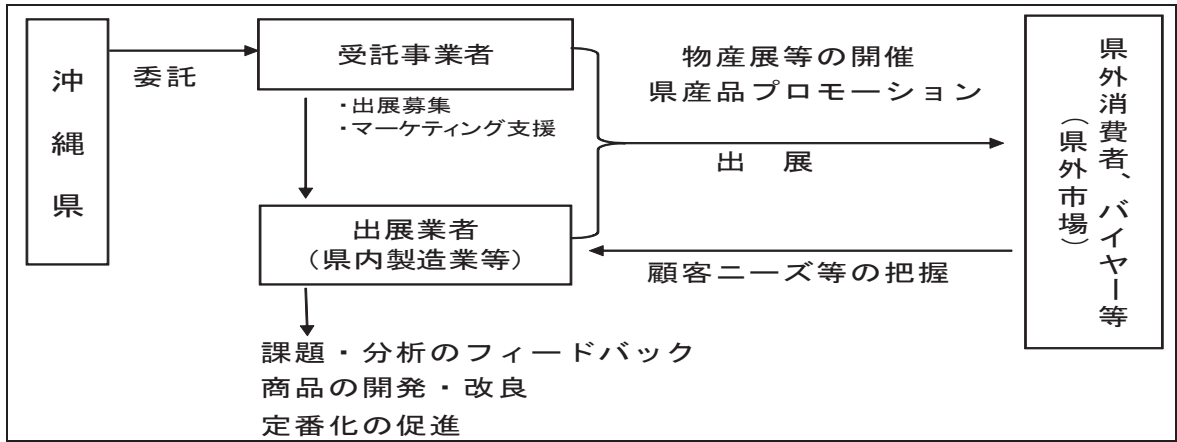 沖縄県
委託
受託事業者
・出展募集
・マーケティング支援
物産展等の開催
県産品プロモーション
出　展
県外消費者、バイヤー等
（県外市場）
出展業者
（県内製造業等）
顧客ニーズ等の把握
課題・分析のフィードバック
商品の開発・改良
定番化の促進